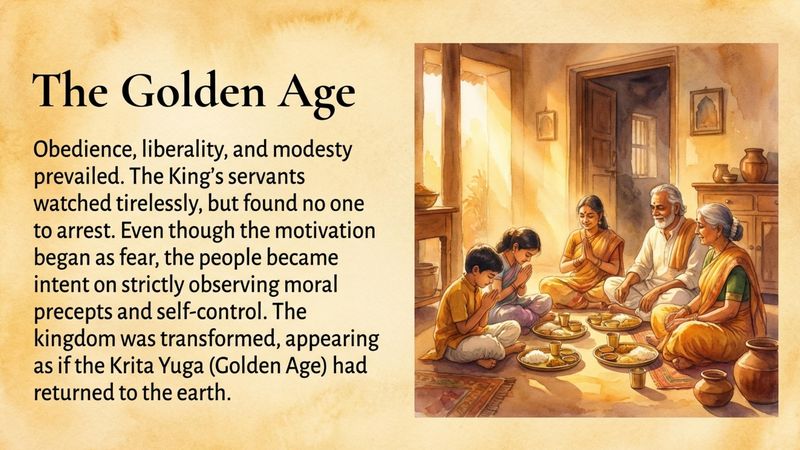 The Golden Age
Obedience, liberality, and modesty
prevailed. The King's servants
watched tirelessly, but found no one
to arrest. Even though the motivation
began as fear, the people became
intent on strictly observing moral
precepts and self-control. The
kingdom was transformed, appearing
as if the Krita Yuga (Golden Age) had
returned to the earth.